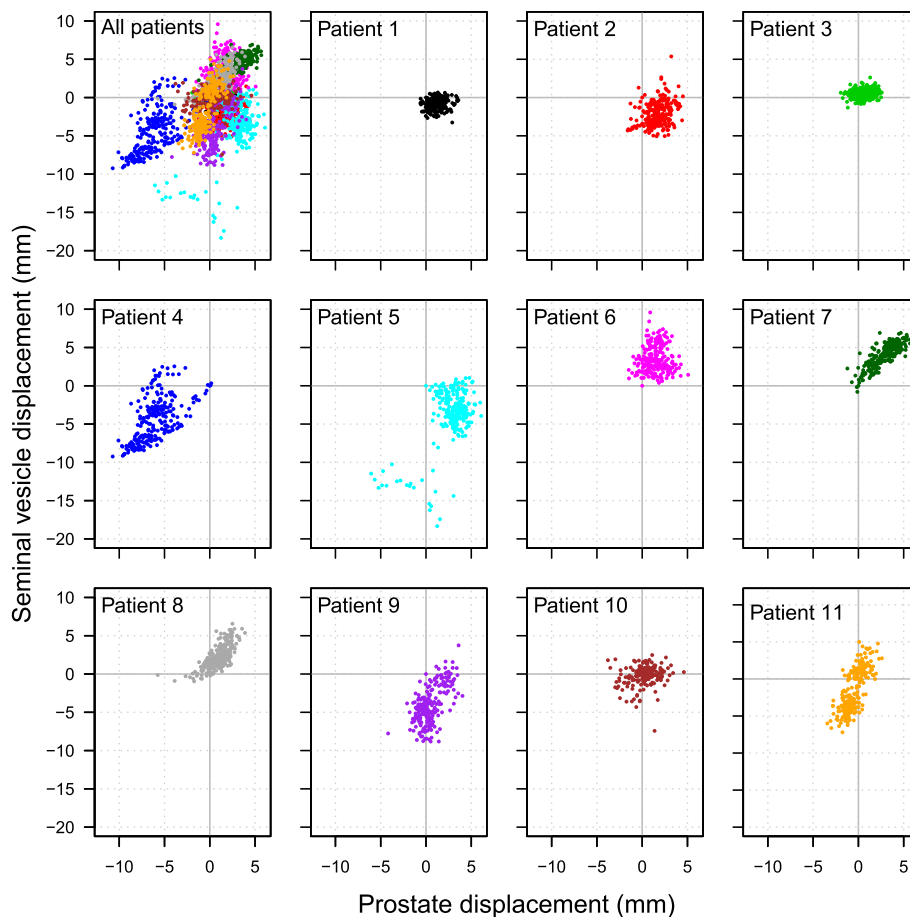 Seminal vesicle displacement (mm)
All patients
Patient 1
Patient 2
Patient 3
10
5
0
−5
−10
−15
−20
Patient 4
Patient 5
Patient 6
Patient 7
10
5
0
−5
−10
−15
−20
Patient 8
Patient 9
Patient 10
Patient 11
10
5
0
−5
−10
−15
−20
−10 −5 0 5 −10 −5 0 5 −10 −5 0 5 −10 −5 0 5
Prostate displacement (mm)